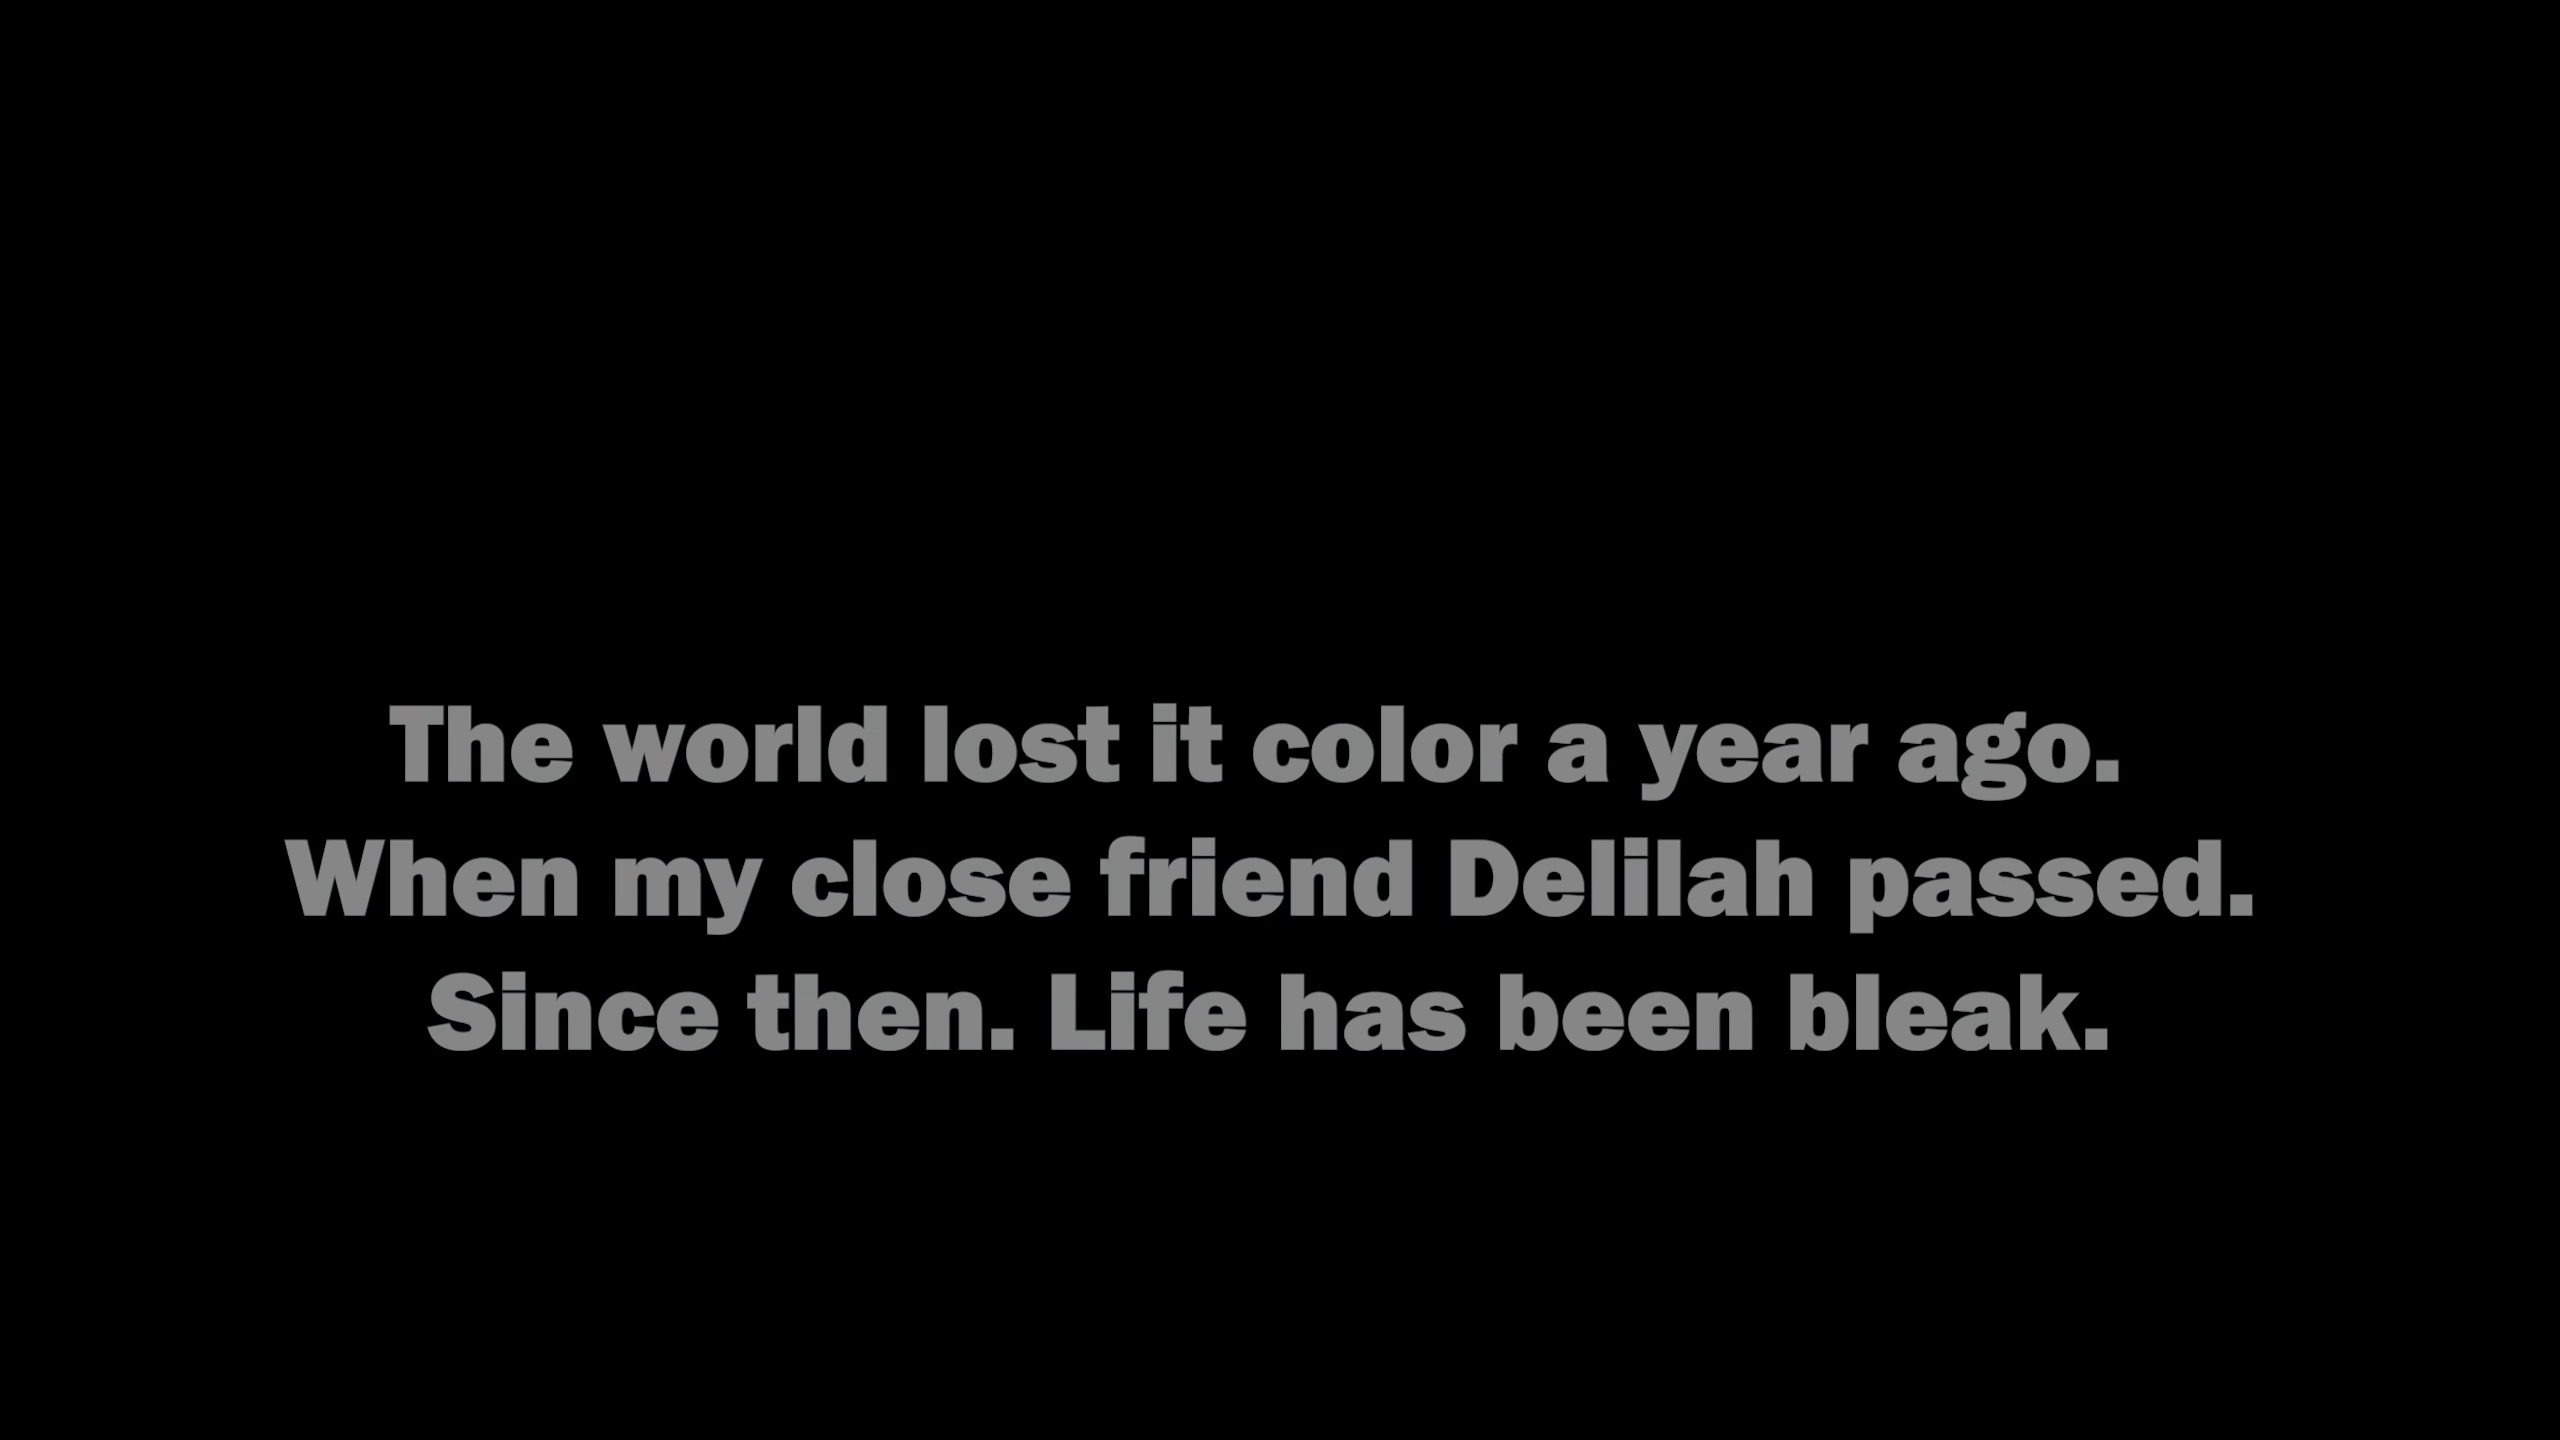 The world lost it color a year ago.
When my close friend Delilah passed.
Since then. Life has been bleak.